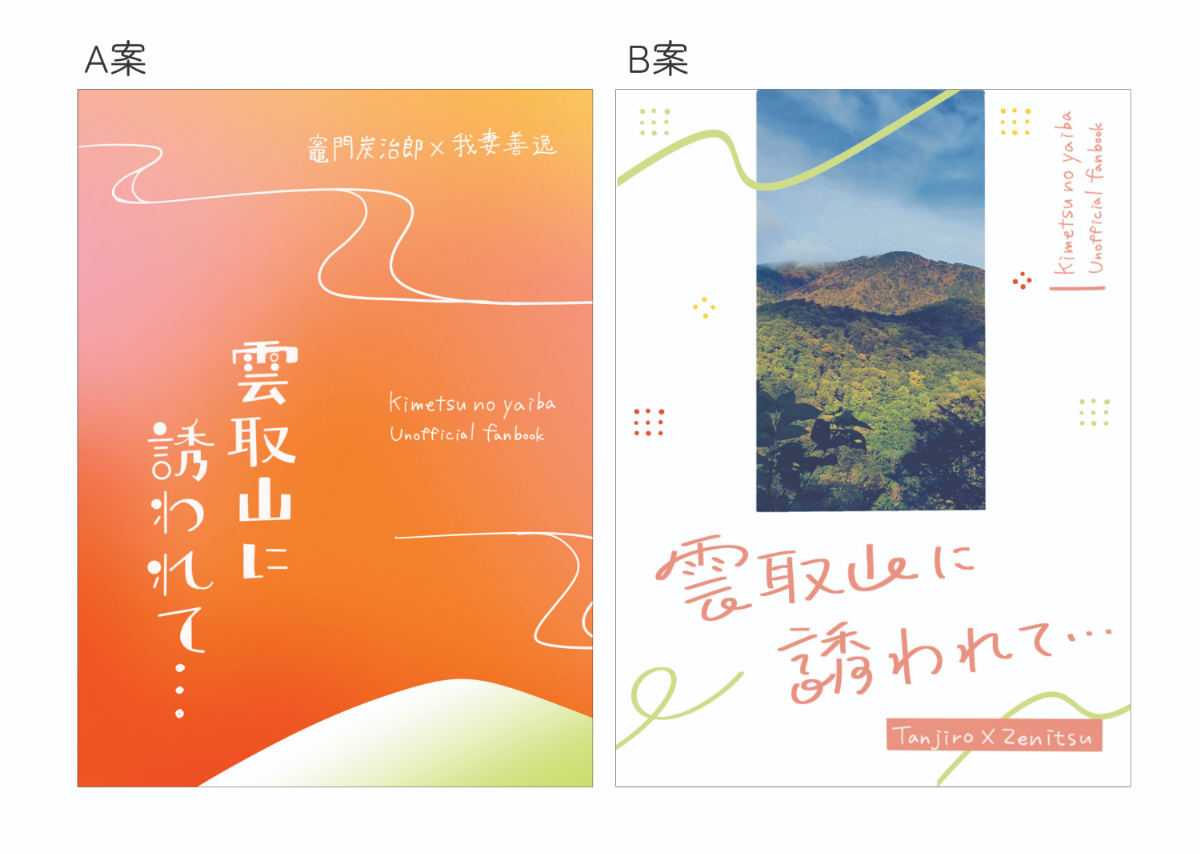 A案
竈門炭治郎×我妻善逸
雲取山に
誘われて…
Kimetsu no yaiba
Unofficial fanbook
B案
Kimetsu no yaiba
Unofficial fanbook
雲取山に
誘われて…
Tanjiro X Zenitsu